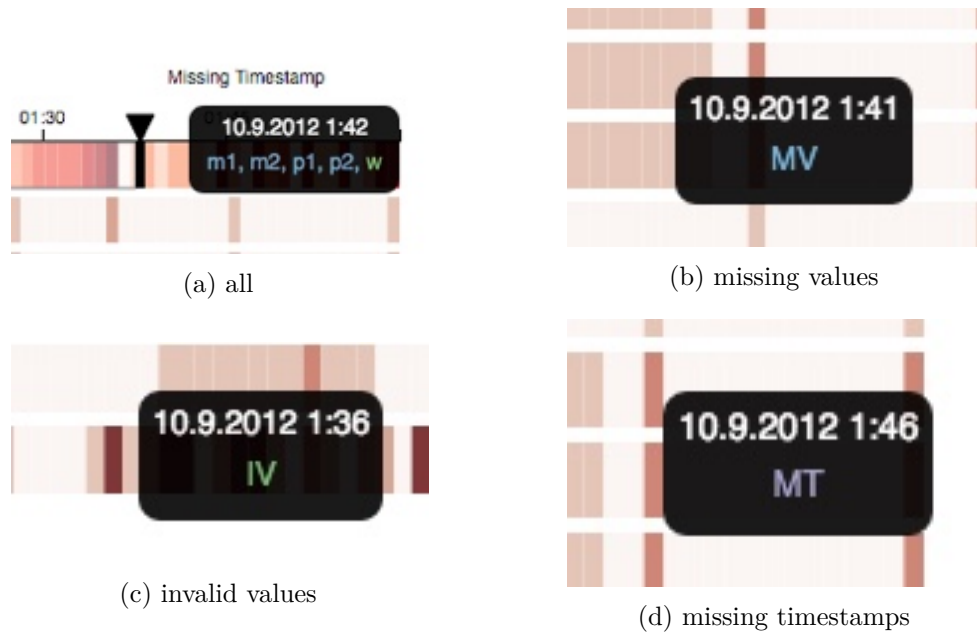 Missing Timestamp
01:30
10.9.2012 1:42
m1, m2, p1, p2, w
(a) all
10.9.2012 1:41
MV
(b) missing values
10.9.2012 1:36
IV
(c) invalid values
10.9.2012 1:46
MT
(d) missing timestamps